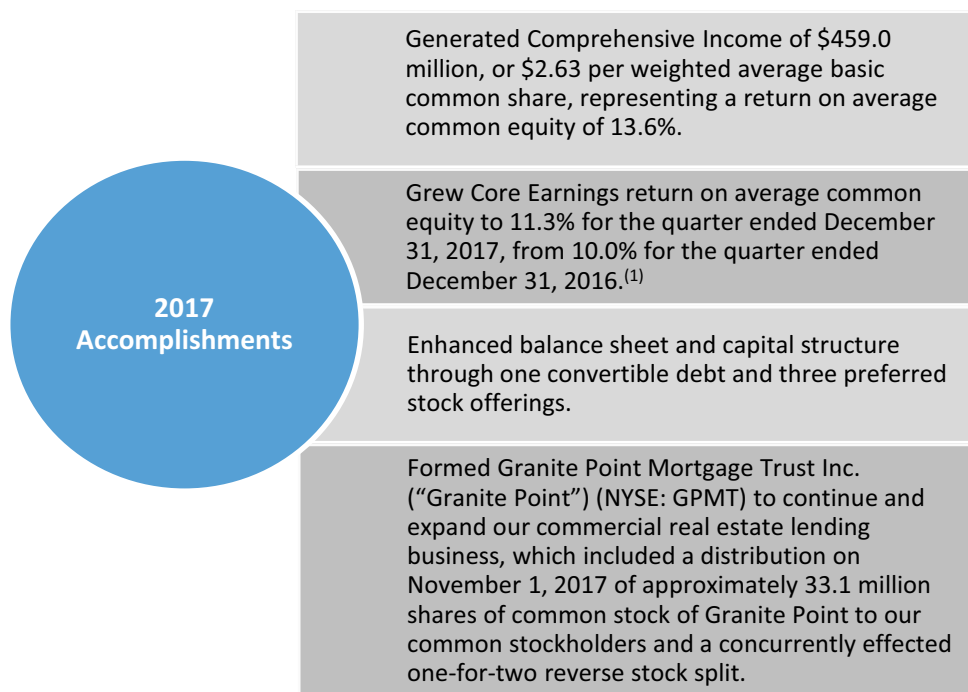 Generated Comprehensive Income of $459.0
million, or $2.63 per weighted average basic
common share, representing a return on average
common equity of 13.6%.
Grew Core Earnings return on average common
equity to 11.3% for the quarter ended December
31, 2017, from 10.0% for the quarter ended
December 31, 2016.(1)
2017
Accomplishments
Enhanced balance sheet and capital structure
through one convertible debt and three preferred
stock offerings.
Formed Granite Point Mortgage Trust Inc.
(“Granite Point”) (NYSE: GPMT) to continue and
expand our commercial real estate lending
business, which included a distribution on
November 1, 2017 of approximately 33.1 million
shares of common stock of Granite Point to our
common stockholders and a concurrently effected
one-for-two reverse stock split.